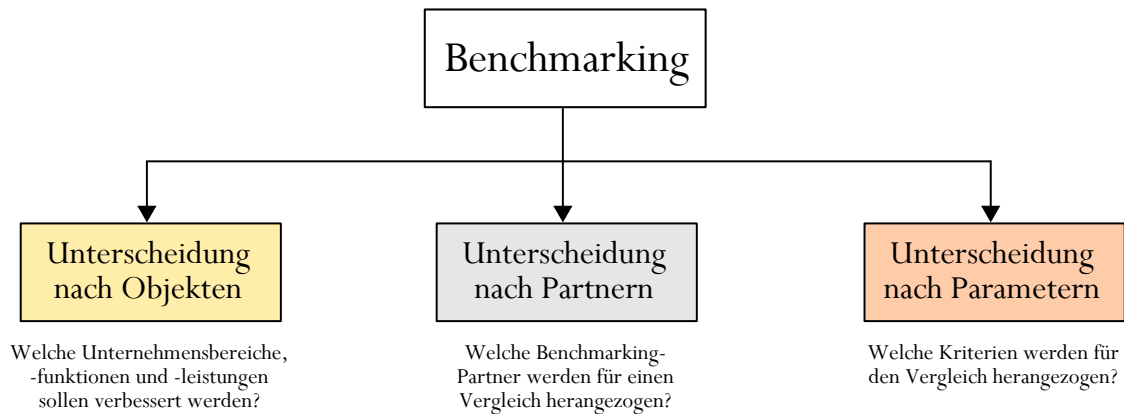 Benchmarking
Unterscheidung
nach Objekten
Unterscheidung
nach Partnern
Unterscheidung
nach Parametern
Welche Unternehmensbereiche,
-funktionen und -leistungen
sollen verbessert werden?
Welche Benchmarking-
Partner werden für einen
Vergleich herangezogen?
Welche Kriterien werden für
den Vergleich herangezogen?